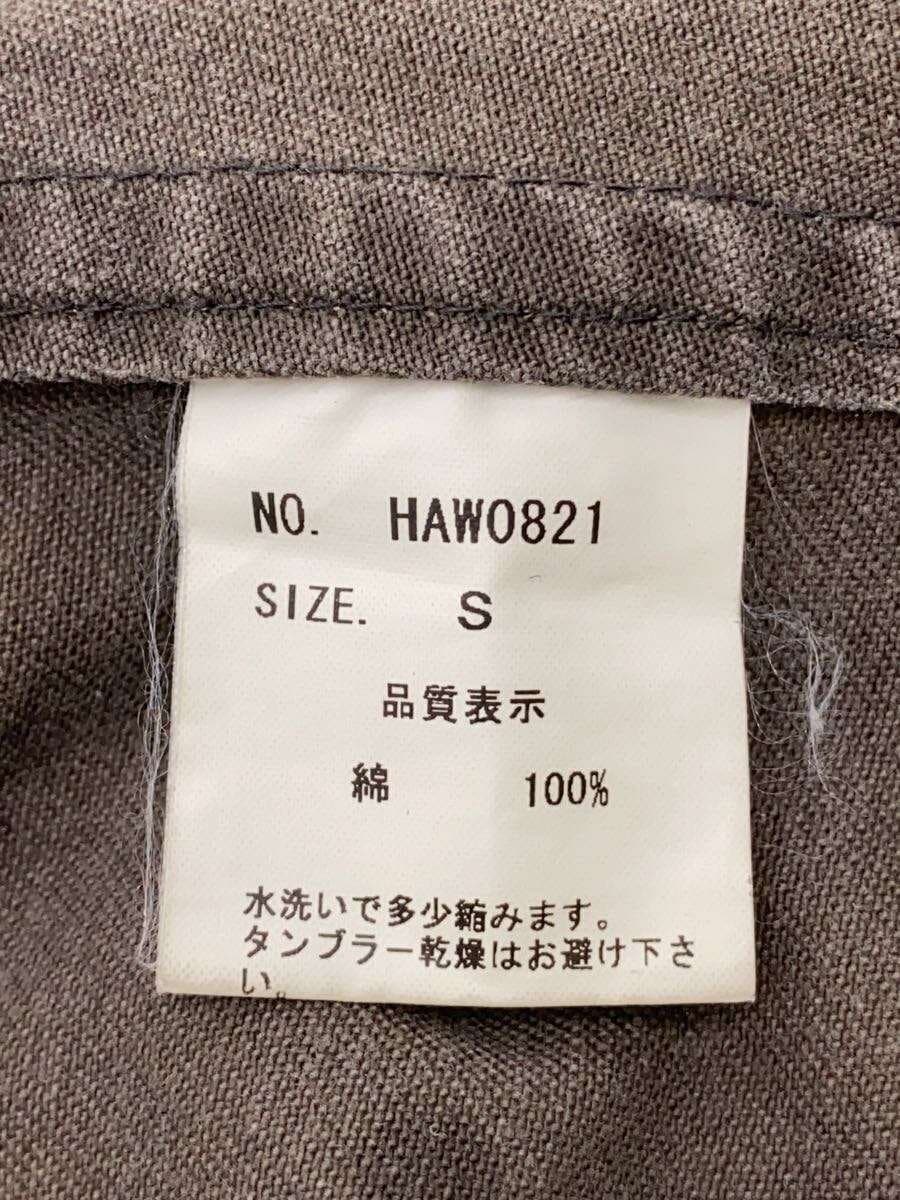 NO. HAW0821
SIZE. S
品質表示
綿 100%
水洗いで多少縮みます。
タンブラー乾燥はお避け下さ
い。